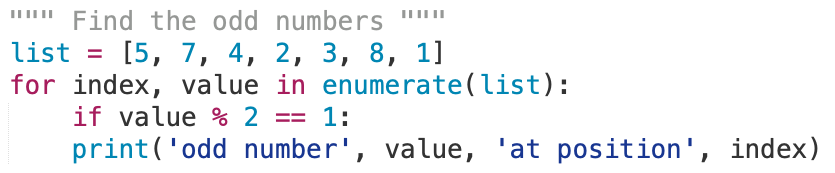 """ Find the odd numbers """
list = [5, 7, 4, 2, 3, 8, 1]
for index, value in enumerate(list):
    if value % 2 == 1:
    print('odd number', value, 'at position', index)